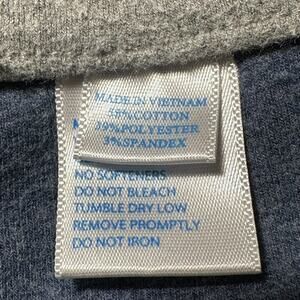 MADE IN VIETNAM
58%COTTON
39%POLYESTER
3%SPANDEX
NO SOFTENERS
DO NOT BLEACH
TUMBLE DRY LOW
REMOVE PROMPTLY
DO NOT IRON